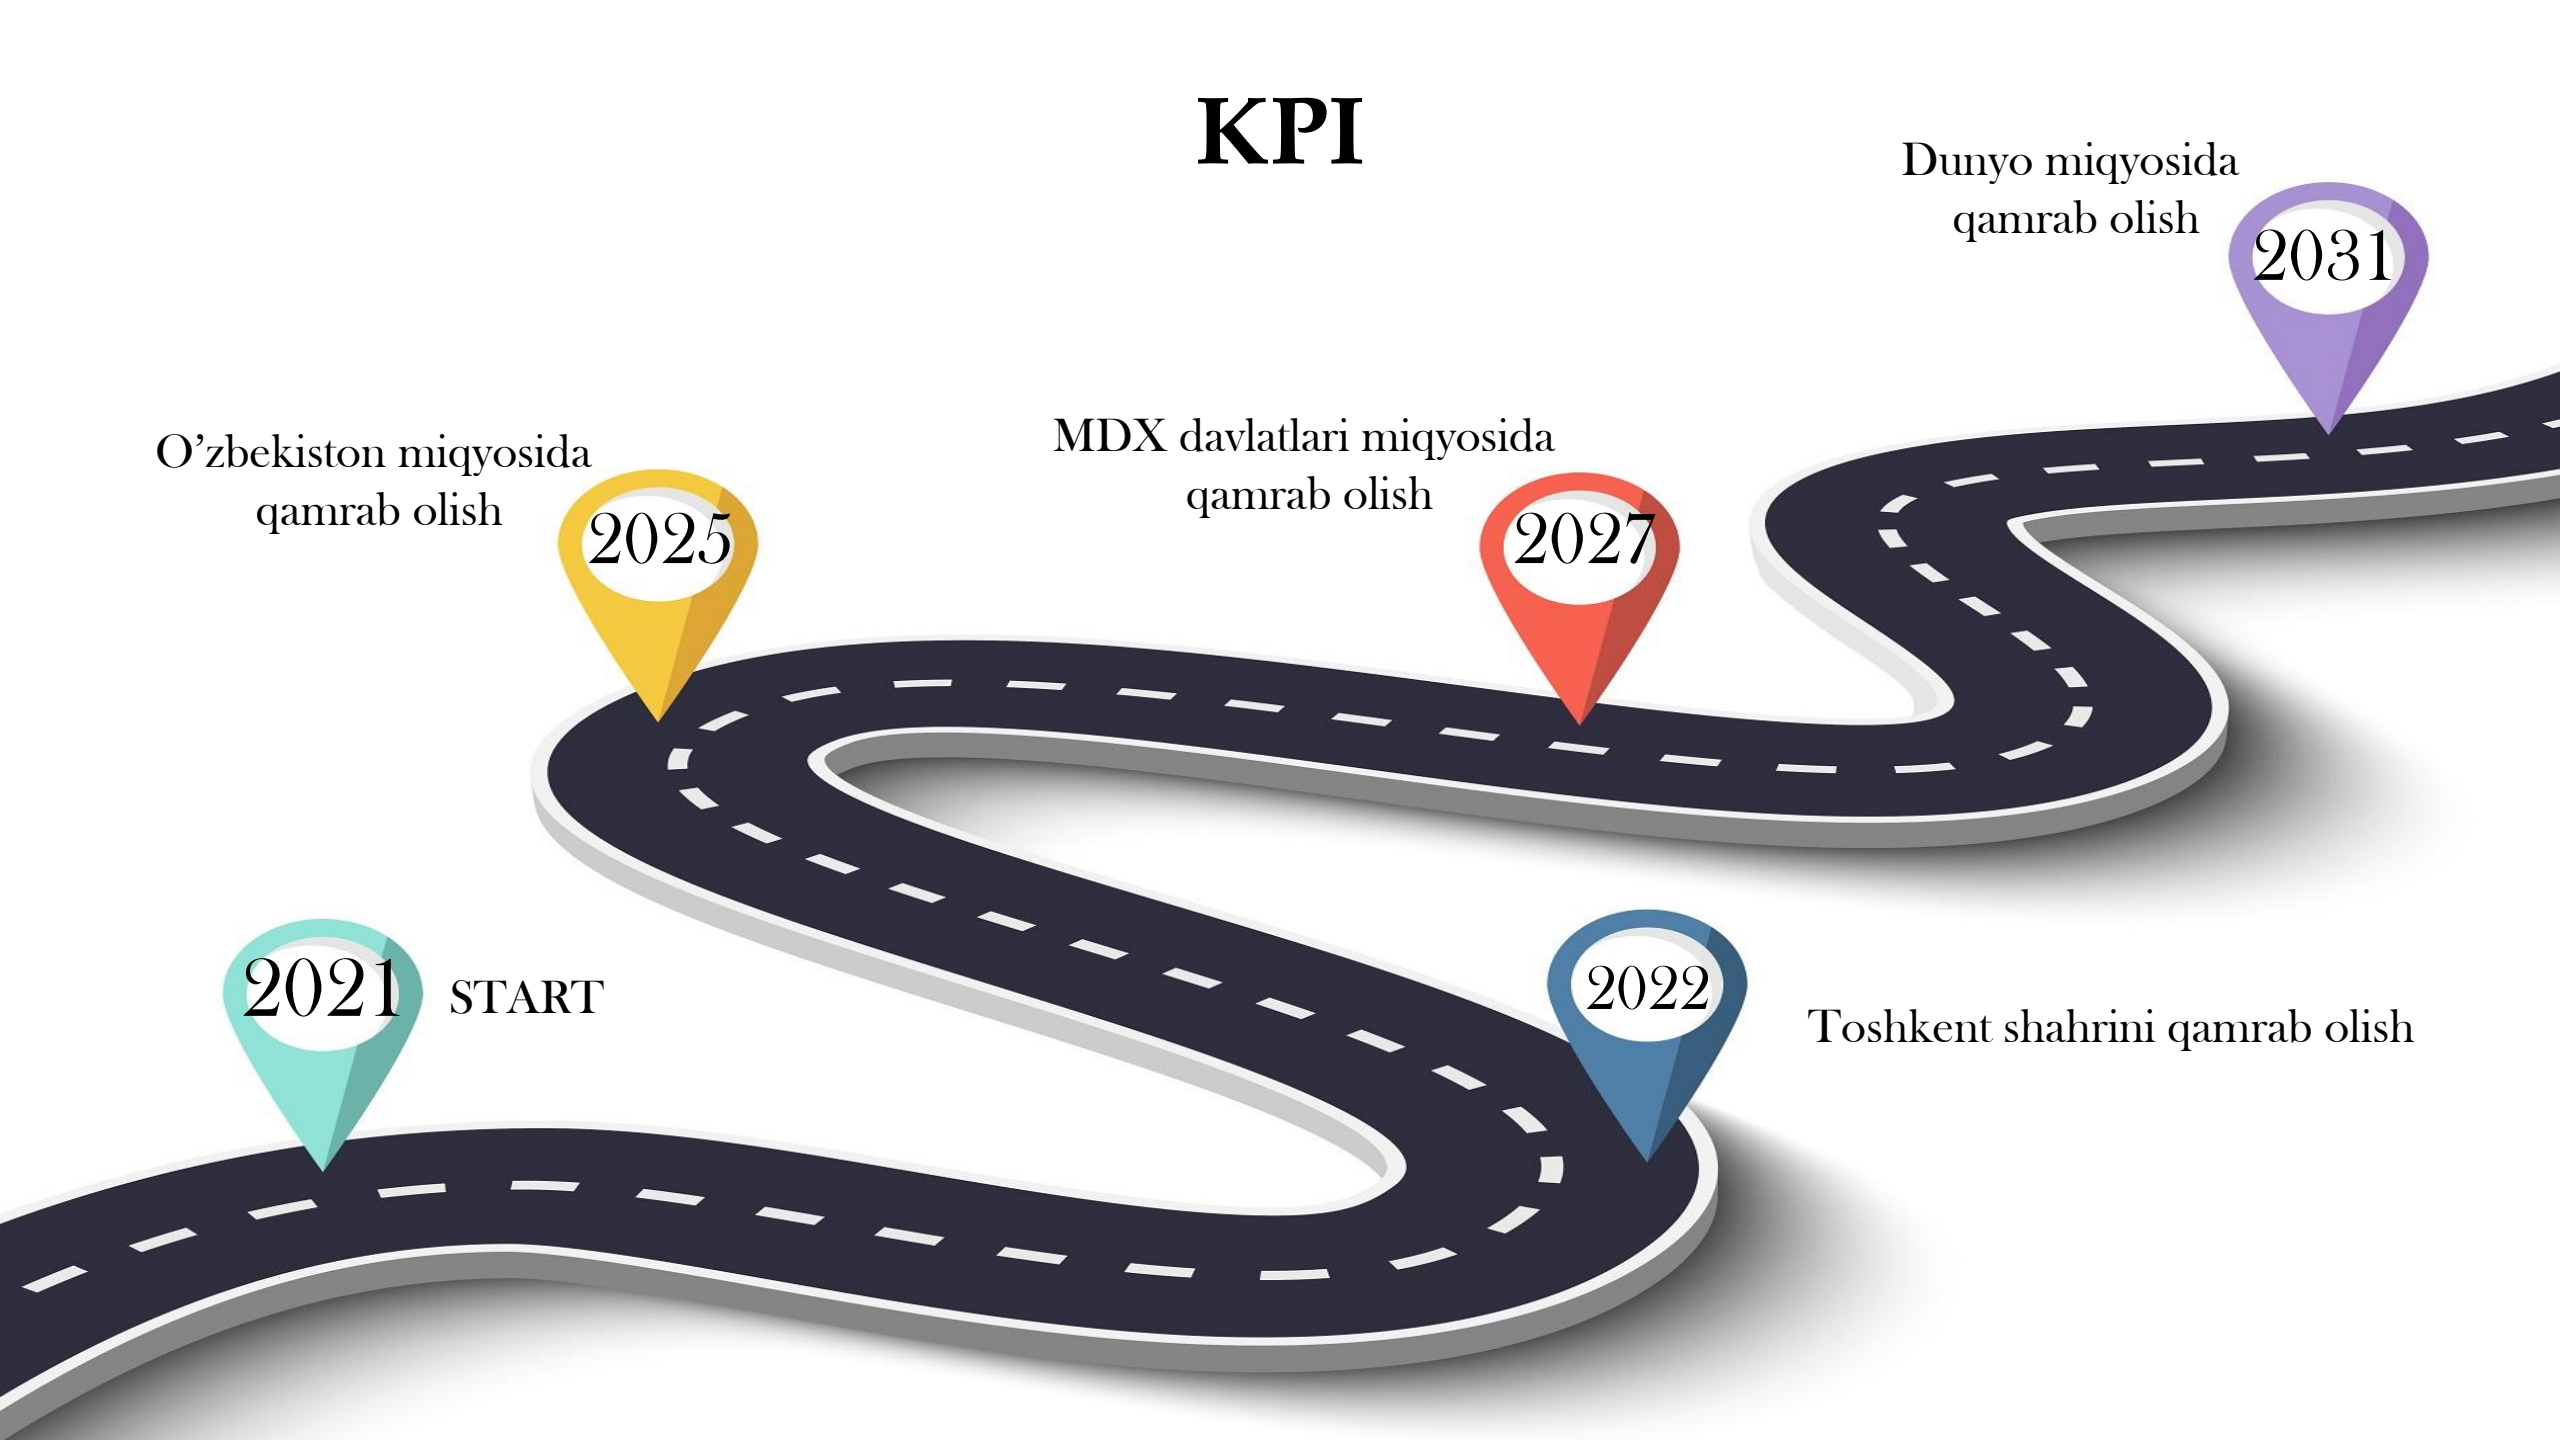 KPI
Dunyo miqyosida
qamrab olish
2031
O’zbekiston miqyosida
qamrab olish
2025
MDX davlatlari miqyosida
qamrab olish
2027
2021
START
2022
Toshkent shahrini qamrab olish